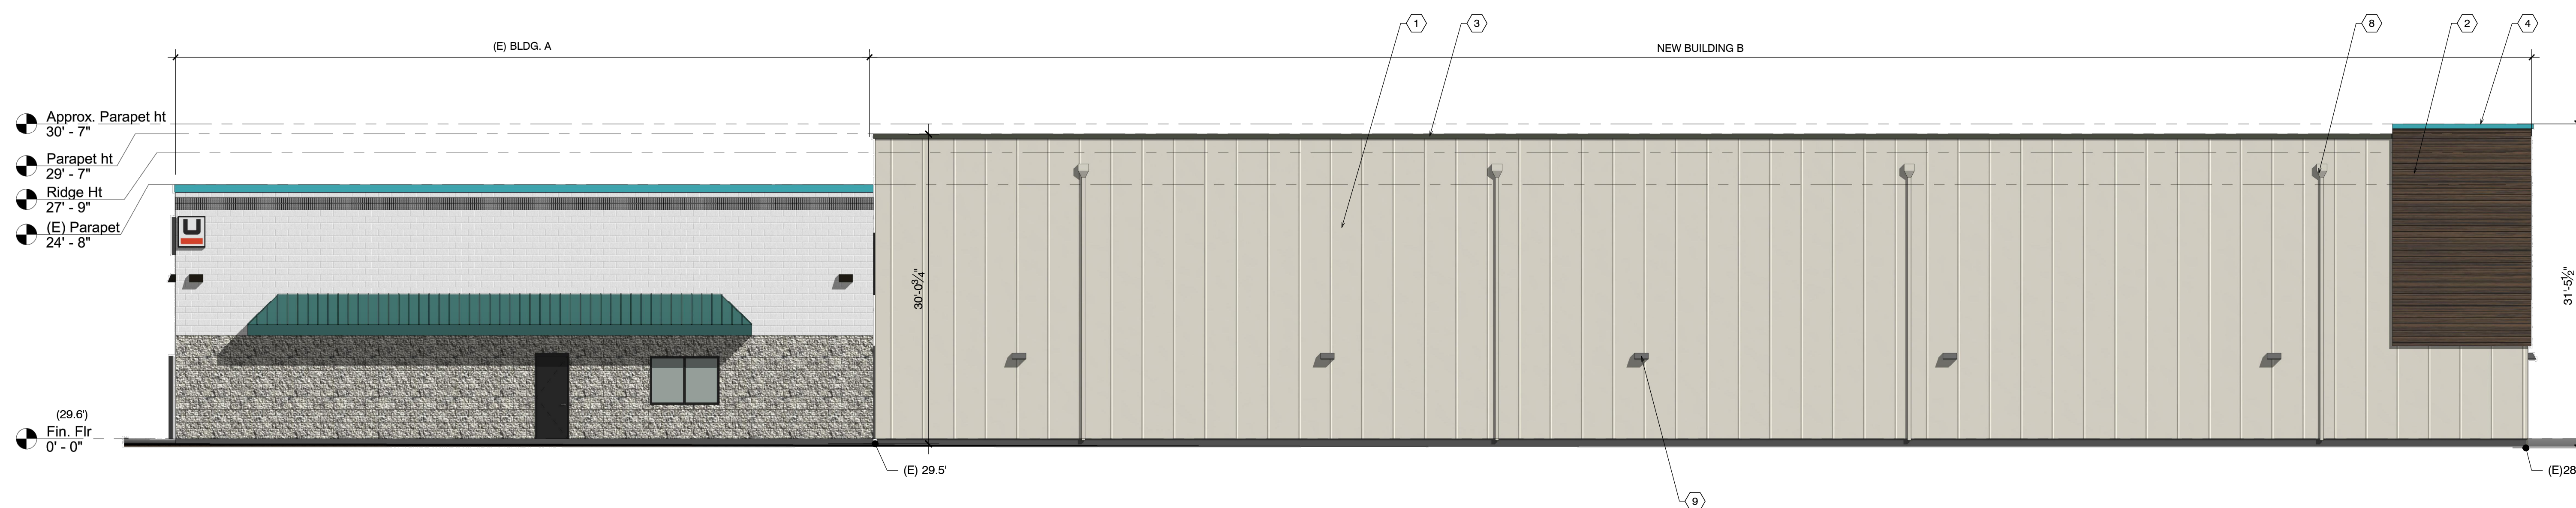 1
3
8
2
4
(E) BLDG. A
NEW BUILDING B
Approx. Parapet ht
30' - 7"
Parapet ht
29' - 7"
Ridge Ht
27' - 9"
(E) Parapet
24' - 8"
U
30'-0¾"
31'-5½"
(29.6')
Fin. Flr
0' - 0"
(E) 29.5'
(E)28
9